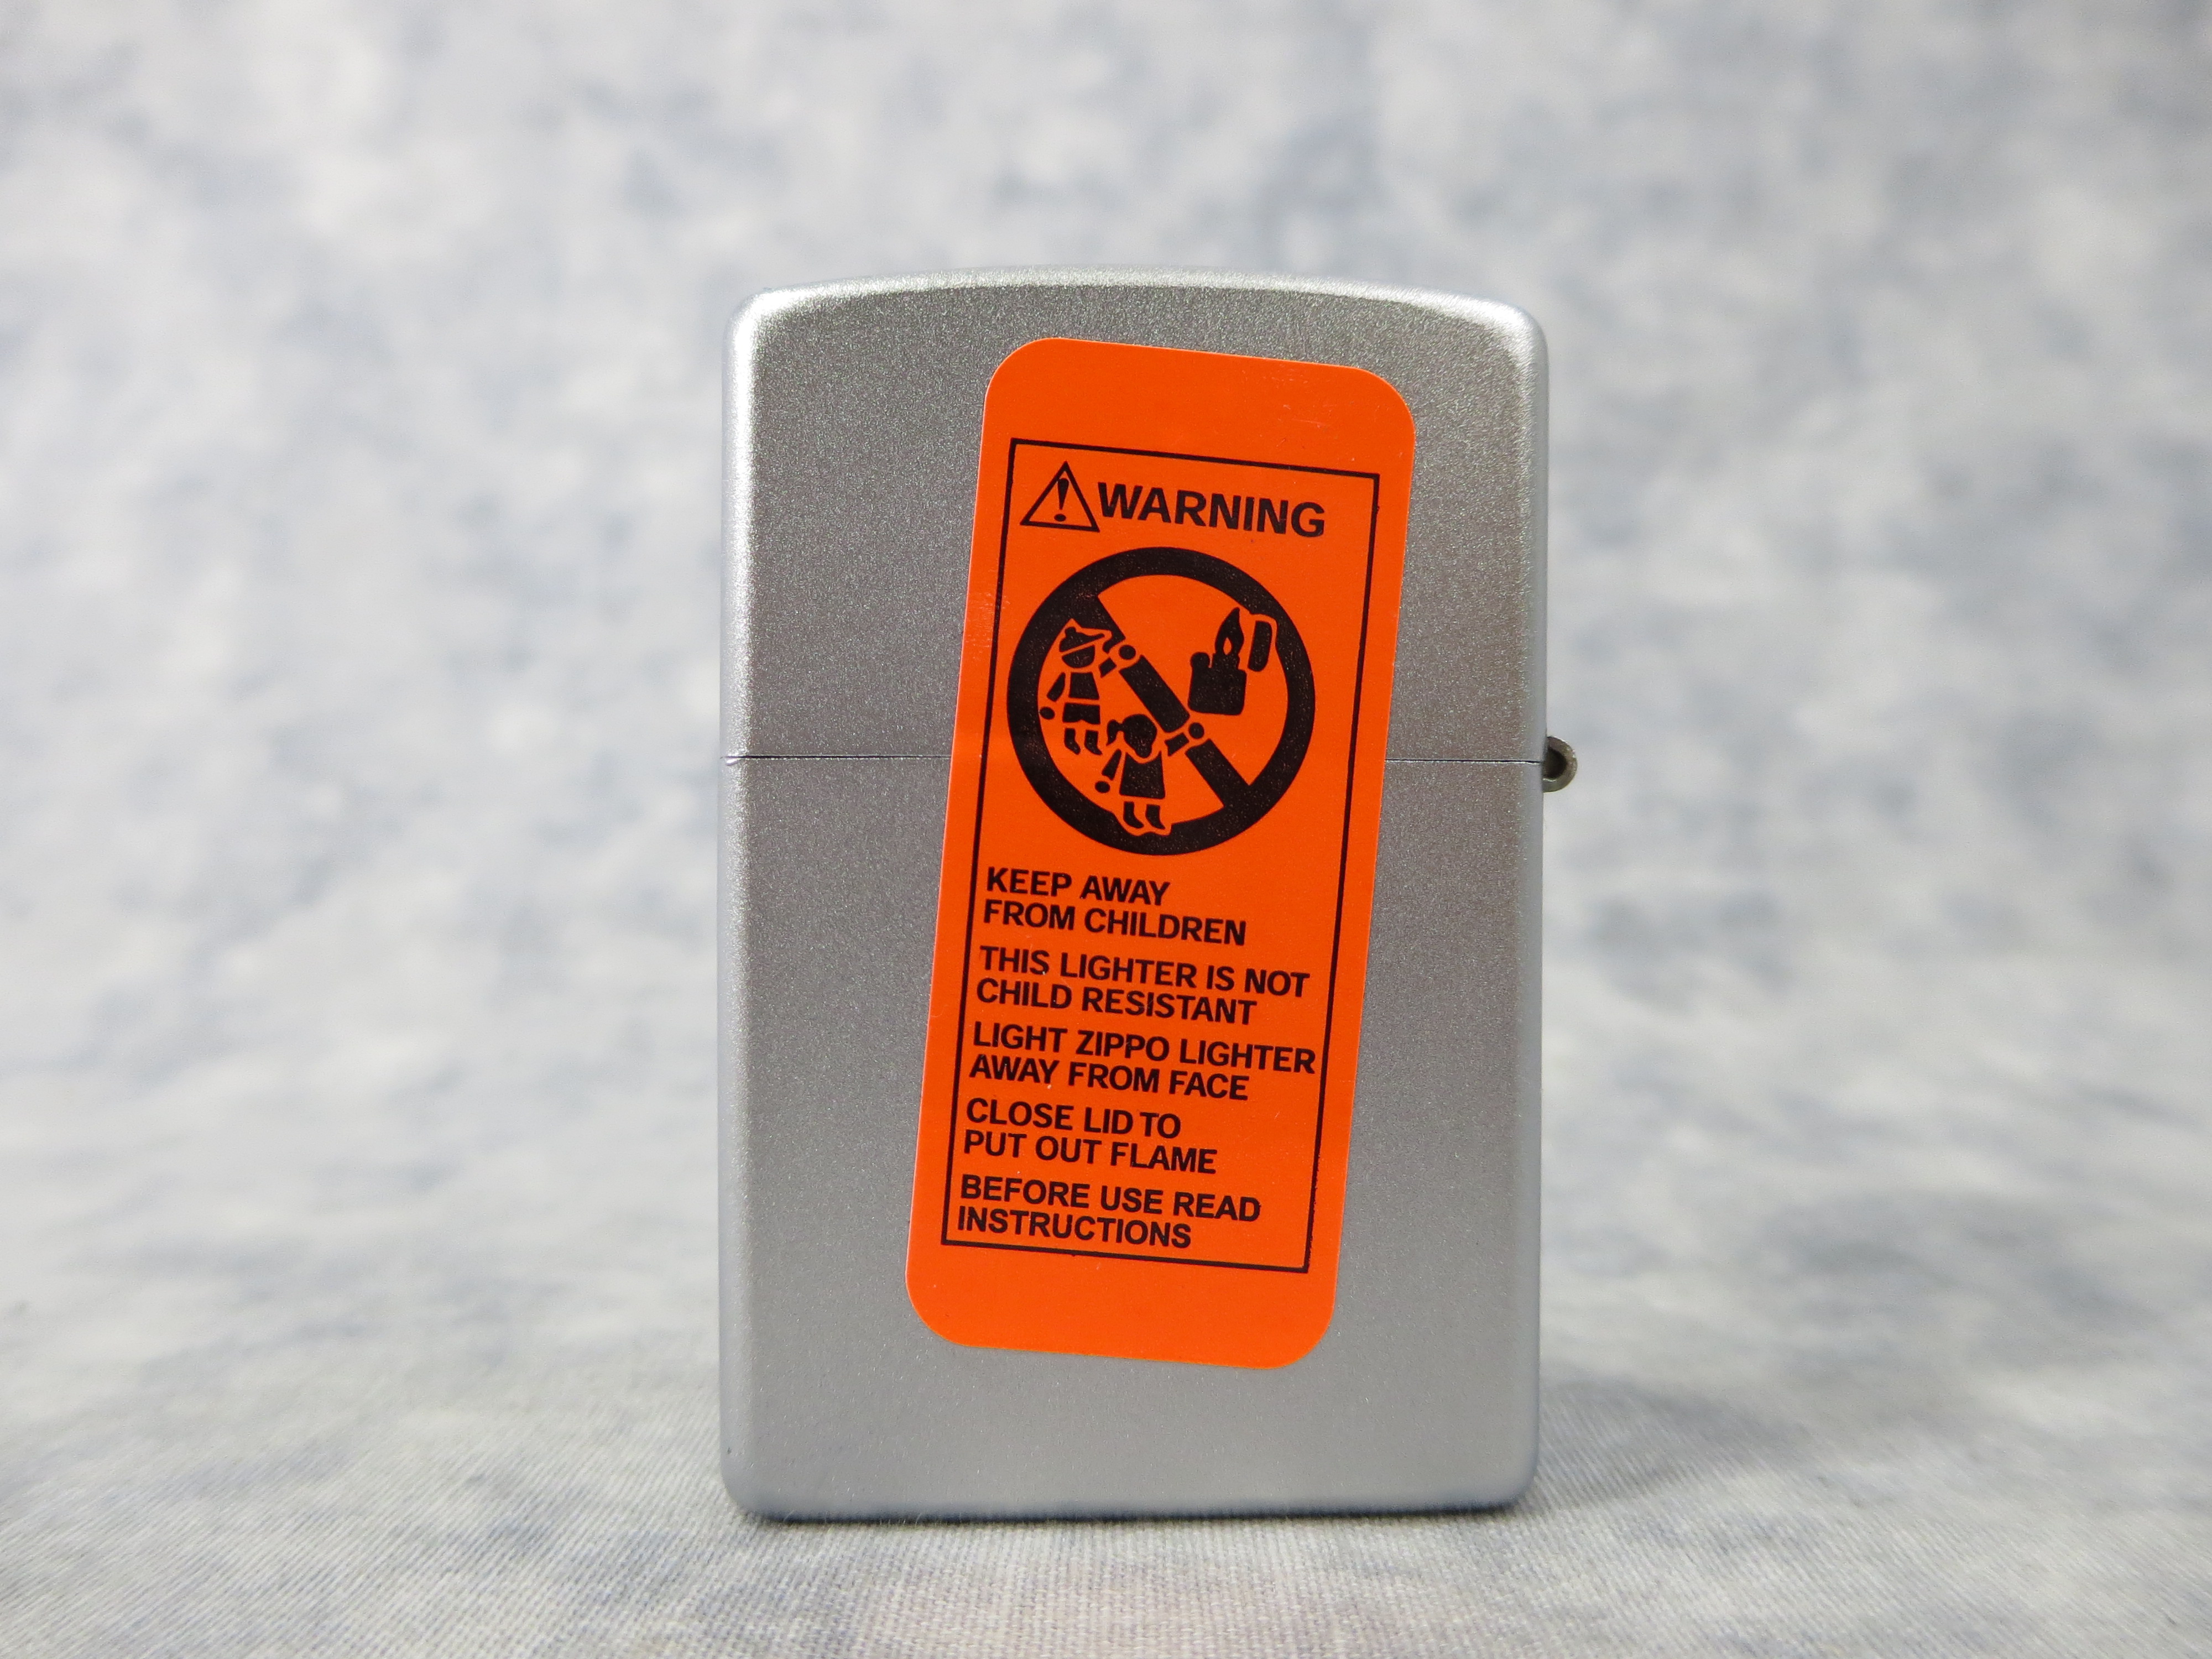 WARNING
KEEP AWAY
FROM CHILDREN
THIS LIGHTER IS NOT
CHILD RESISTANT
LIGHT ZIPPO LIGHTER
AWAY FROM FACE
CLOSE LID TO
PUT OUT FLAME
BEFORE USE READ
INSTRUCTIONS